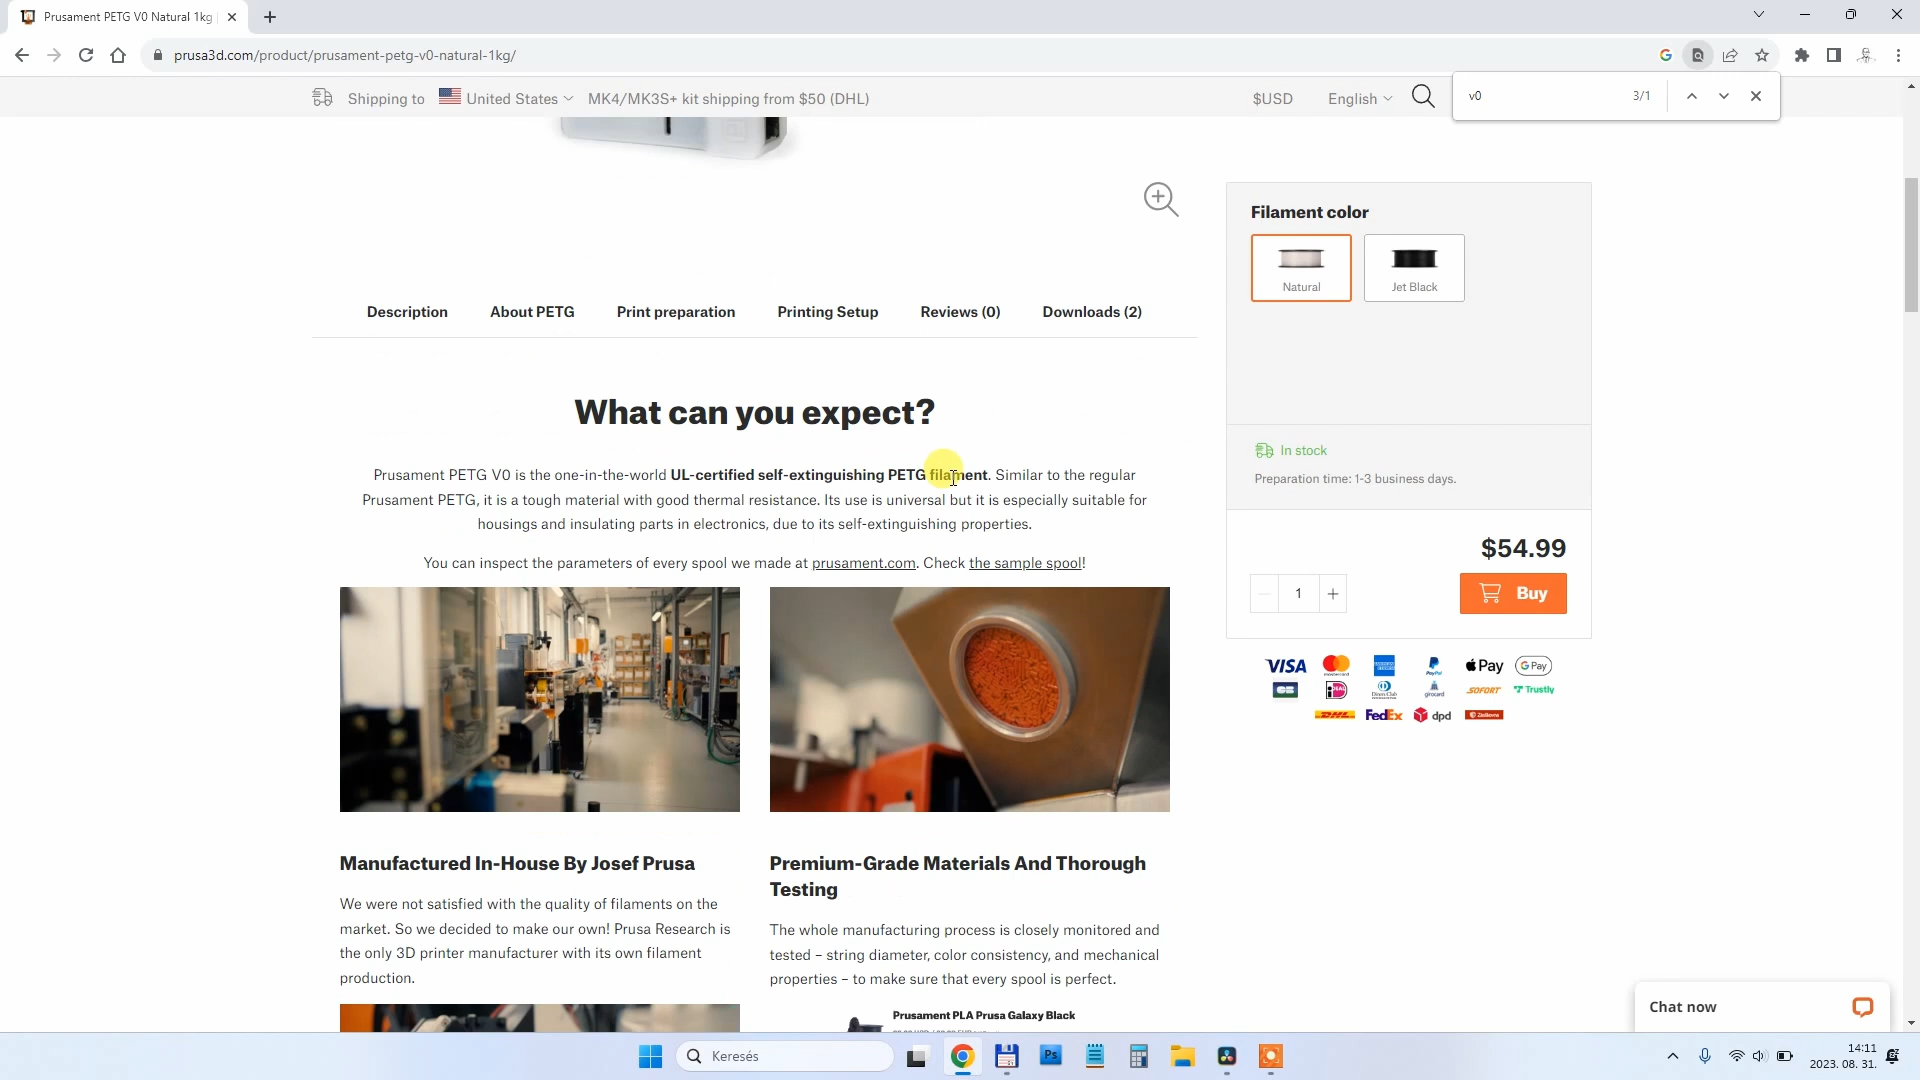 Prusament PETG V0 Natural 1kg
prusa3d.com/product/prusament-petg-v0-natural-1kg/
v0
3/1
Shipping to
United States
MK4/MK3S+ kit shipping from $50 (DHL)
$USD
English
Filament color
Natural
Jet Black
Description
About PETG
Print preparation
Printing Setup
Reviews (0)
Downloads (2)
What can you expect?
Prusament PETG V0 is the one-in-the-world UL-certified self-extinguishing PETG filament. Similar to the regular
Prusament PETG, it is a tough material with good thermal resistance. Its use is universal but it is especially suitable for
housings and insulating parts in electronics, due to its self-extinguishing properties.
You can inspect the parameters of every spool we made at prusament.com. Check the sample spool!
In stock
Preparation time: 1-3 business days.
$54.99
1
Buy
VISA
mastercard
PayPal
Pay
G Pay
CB
iDEAL
Diners Club
girocard
SOFORT
Trustly
DHL
FedEx
dpd
Zásilkovna
Manufactured In-House By Josef Prusa
We were not satisfied with the quality of filaments on the
market. So we decided to make our own! Prusa Research is
the only 3D printer manufacturer with its own filament
production.
Premium-Grade Materials And Thorough
Testing
The whole manufacturing process is closely monitored and
tested – string diameter, color consistency, and mechanical
properties – to make sure that every spool is perfect.
Prusament PLA Prusa Galaxy Black
Chat now
Keresés
Ps
14:11
2023. 08. 31.